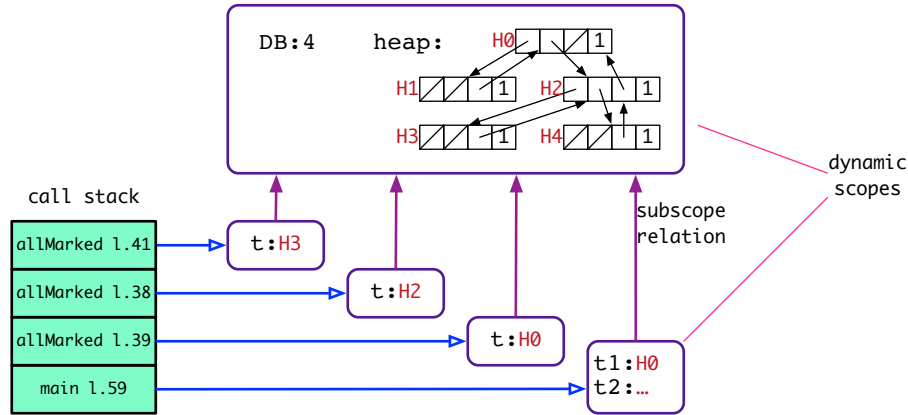 DB:4 heap: H0 1
H1 1 H2 1
H3 1 H4 1
dynamic
scopes
call stack
subscope
relation
allMarked l.41
t:H3
allMarked l.38
t:H2
allMarked l.39
t:H0
main l.59
t1:H0
t2:…